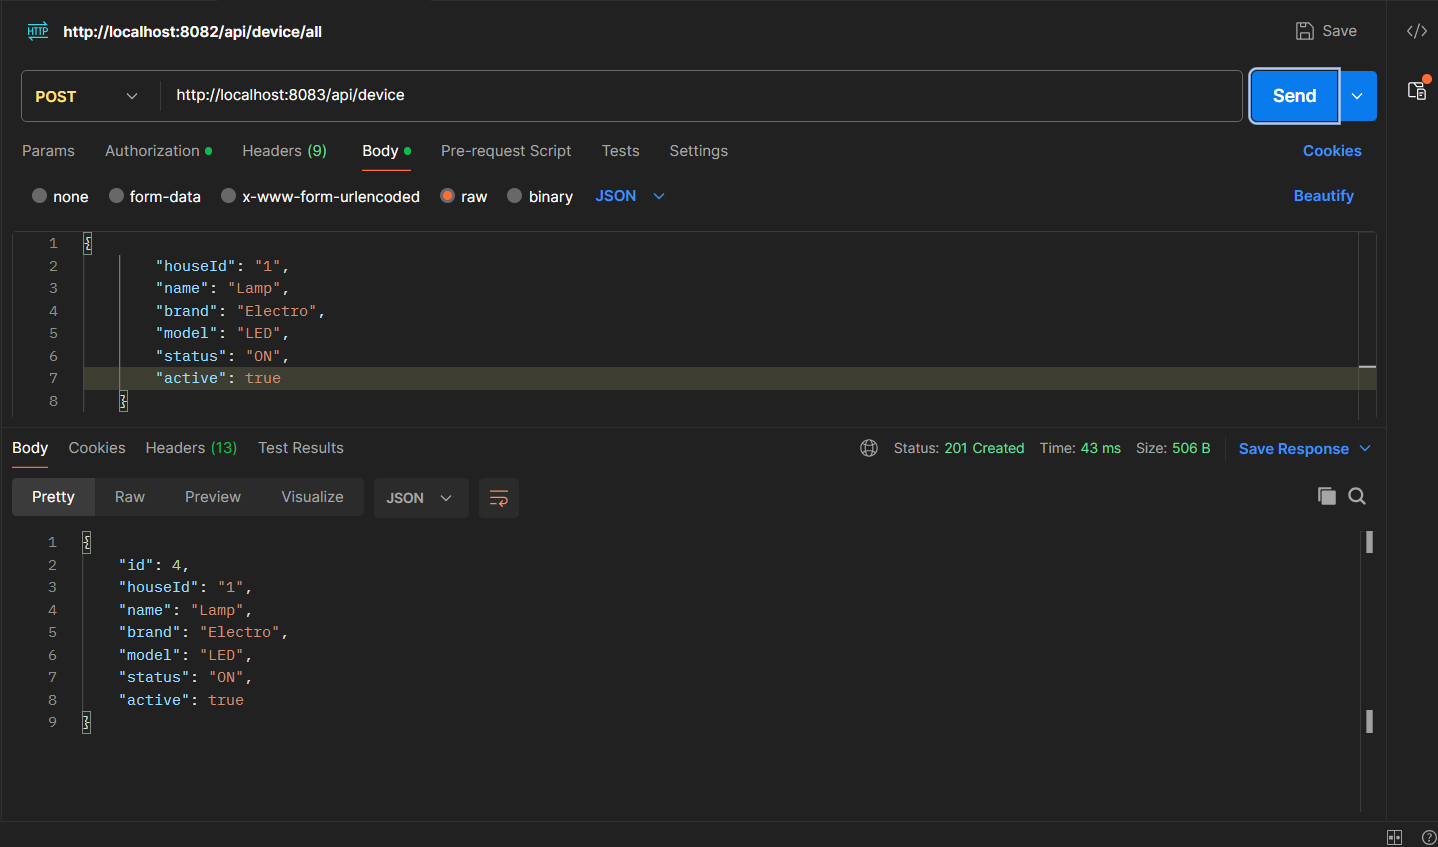 HTTP http://localhost:8082/api/device/all Save
POST http://localhost:8083/api/device Send
Params Authorization Headers (9) Body Pre-request Script Tests Settings Cookies
none form-data x-www-form-urlencoded raw binary JSON Beautify
1 {
2 "houseId": "1",
3 "name": "Lamp",
4 "brand": "Electro",
5 "model": "LED",
6 "status": "ON",
7 "active": true
8 }
Body Cookies Headers (13) Test Results Status: 201 Created Time: 43 ms Size: 506 B Save Response
Pretty Raw Preview Visualize JSON
1 {
2 "id": 4,
3 "houseId": "1",
4 "name": "Lamp",
5 "brand": "Electro",
6 "model": "LED",
7 "status": "ON",
8 "active": true
9 }